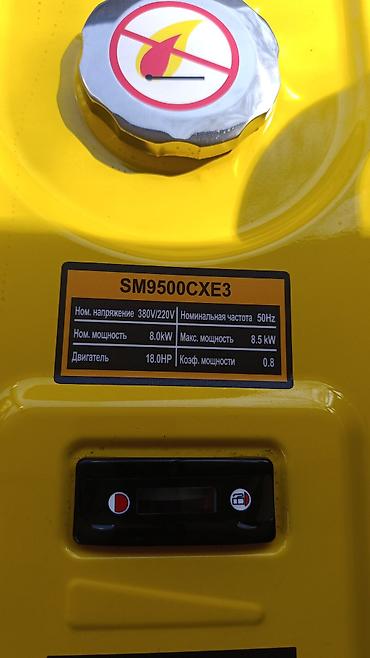 SM9500CXE3
Ном. напряжение 380V/220V Номинальная частота 50Hz
Ном. мощность 8.0kW Макс. мощность 8.5 kW
Двигатель 18.0HP Коэф. мощности 0.8